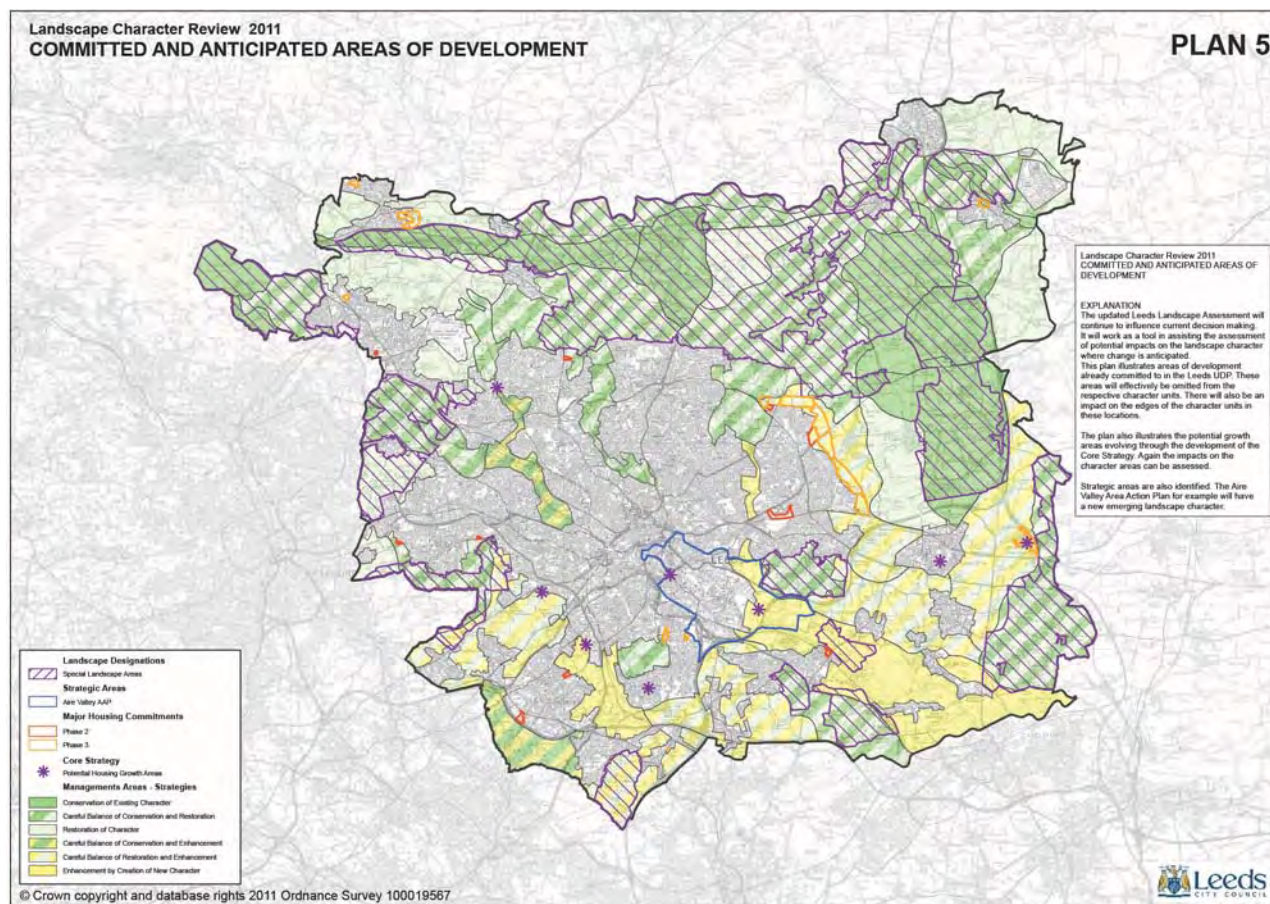 Landscape Character Review 2011
COMMITTED AND ANTICIPATED AREAS OF DEVELOPMENT
PLAN 5
Landscape Character Review 2011
COMMITTED AND ANTICIPATED AREAS OF
DEVELOPMENT
EXPLANATION
The updated Leeds Landscape Assessment will
continue to influence current decision making.
It will work as a tool in assisting the assessment
of potential impacts on the landscape character
where change is anticipated.
This plan illustrates areas of development
already committed to in the Leeds UDP. These
areas will effectively be omitted from the
respective character units. There will also be an
impact on the edges of the character units in
these locations.
The plan also illustrates the potential growth
areas evolving through the development of the
Core Strategy. Again the impacts on the
character areas can be assessed.
Strategic areas are also identified. The Aire
Valley Area Action Plan for example will have
a new emerging landscape character.
Landscape Designations
Special Landscape Areas
Strategic Areas
Aire Valley AAP
Major Housing Commitments
Phase 2
Phase 3
Core Strategy
Potential Housing Growth Areas
Managements Areas - Strategies
Conservation of Existing Character
Careful Balance of Conservation and Restoration
Restoration of Character
Careful Balance of Conservation and Enhancement
Careful Balance of Restoration and Enhancement
Enhancement by Creation of New Character
© Crown copyright and database rights 2011 Ordnance Survey 100019567
Leeds
CITY COUNCIL